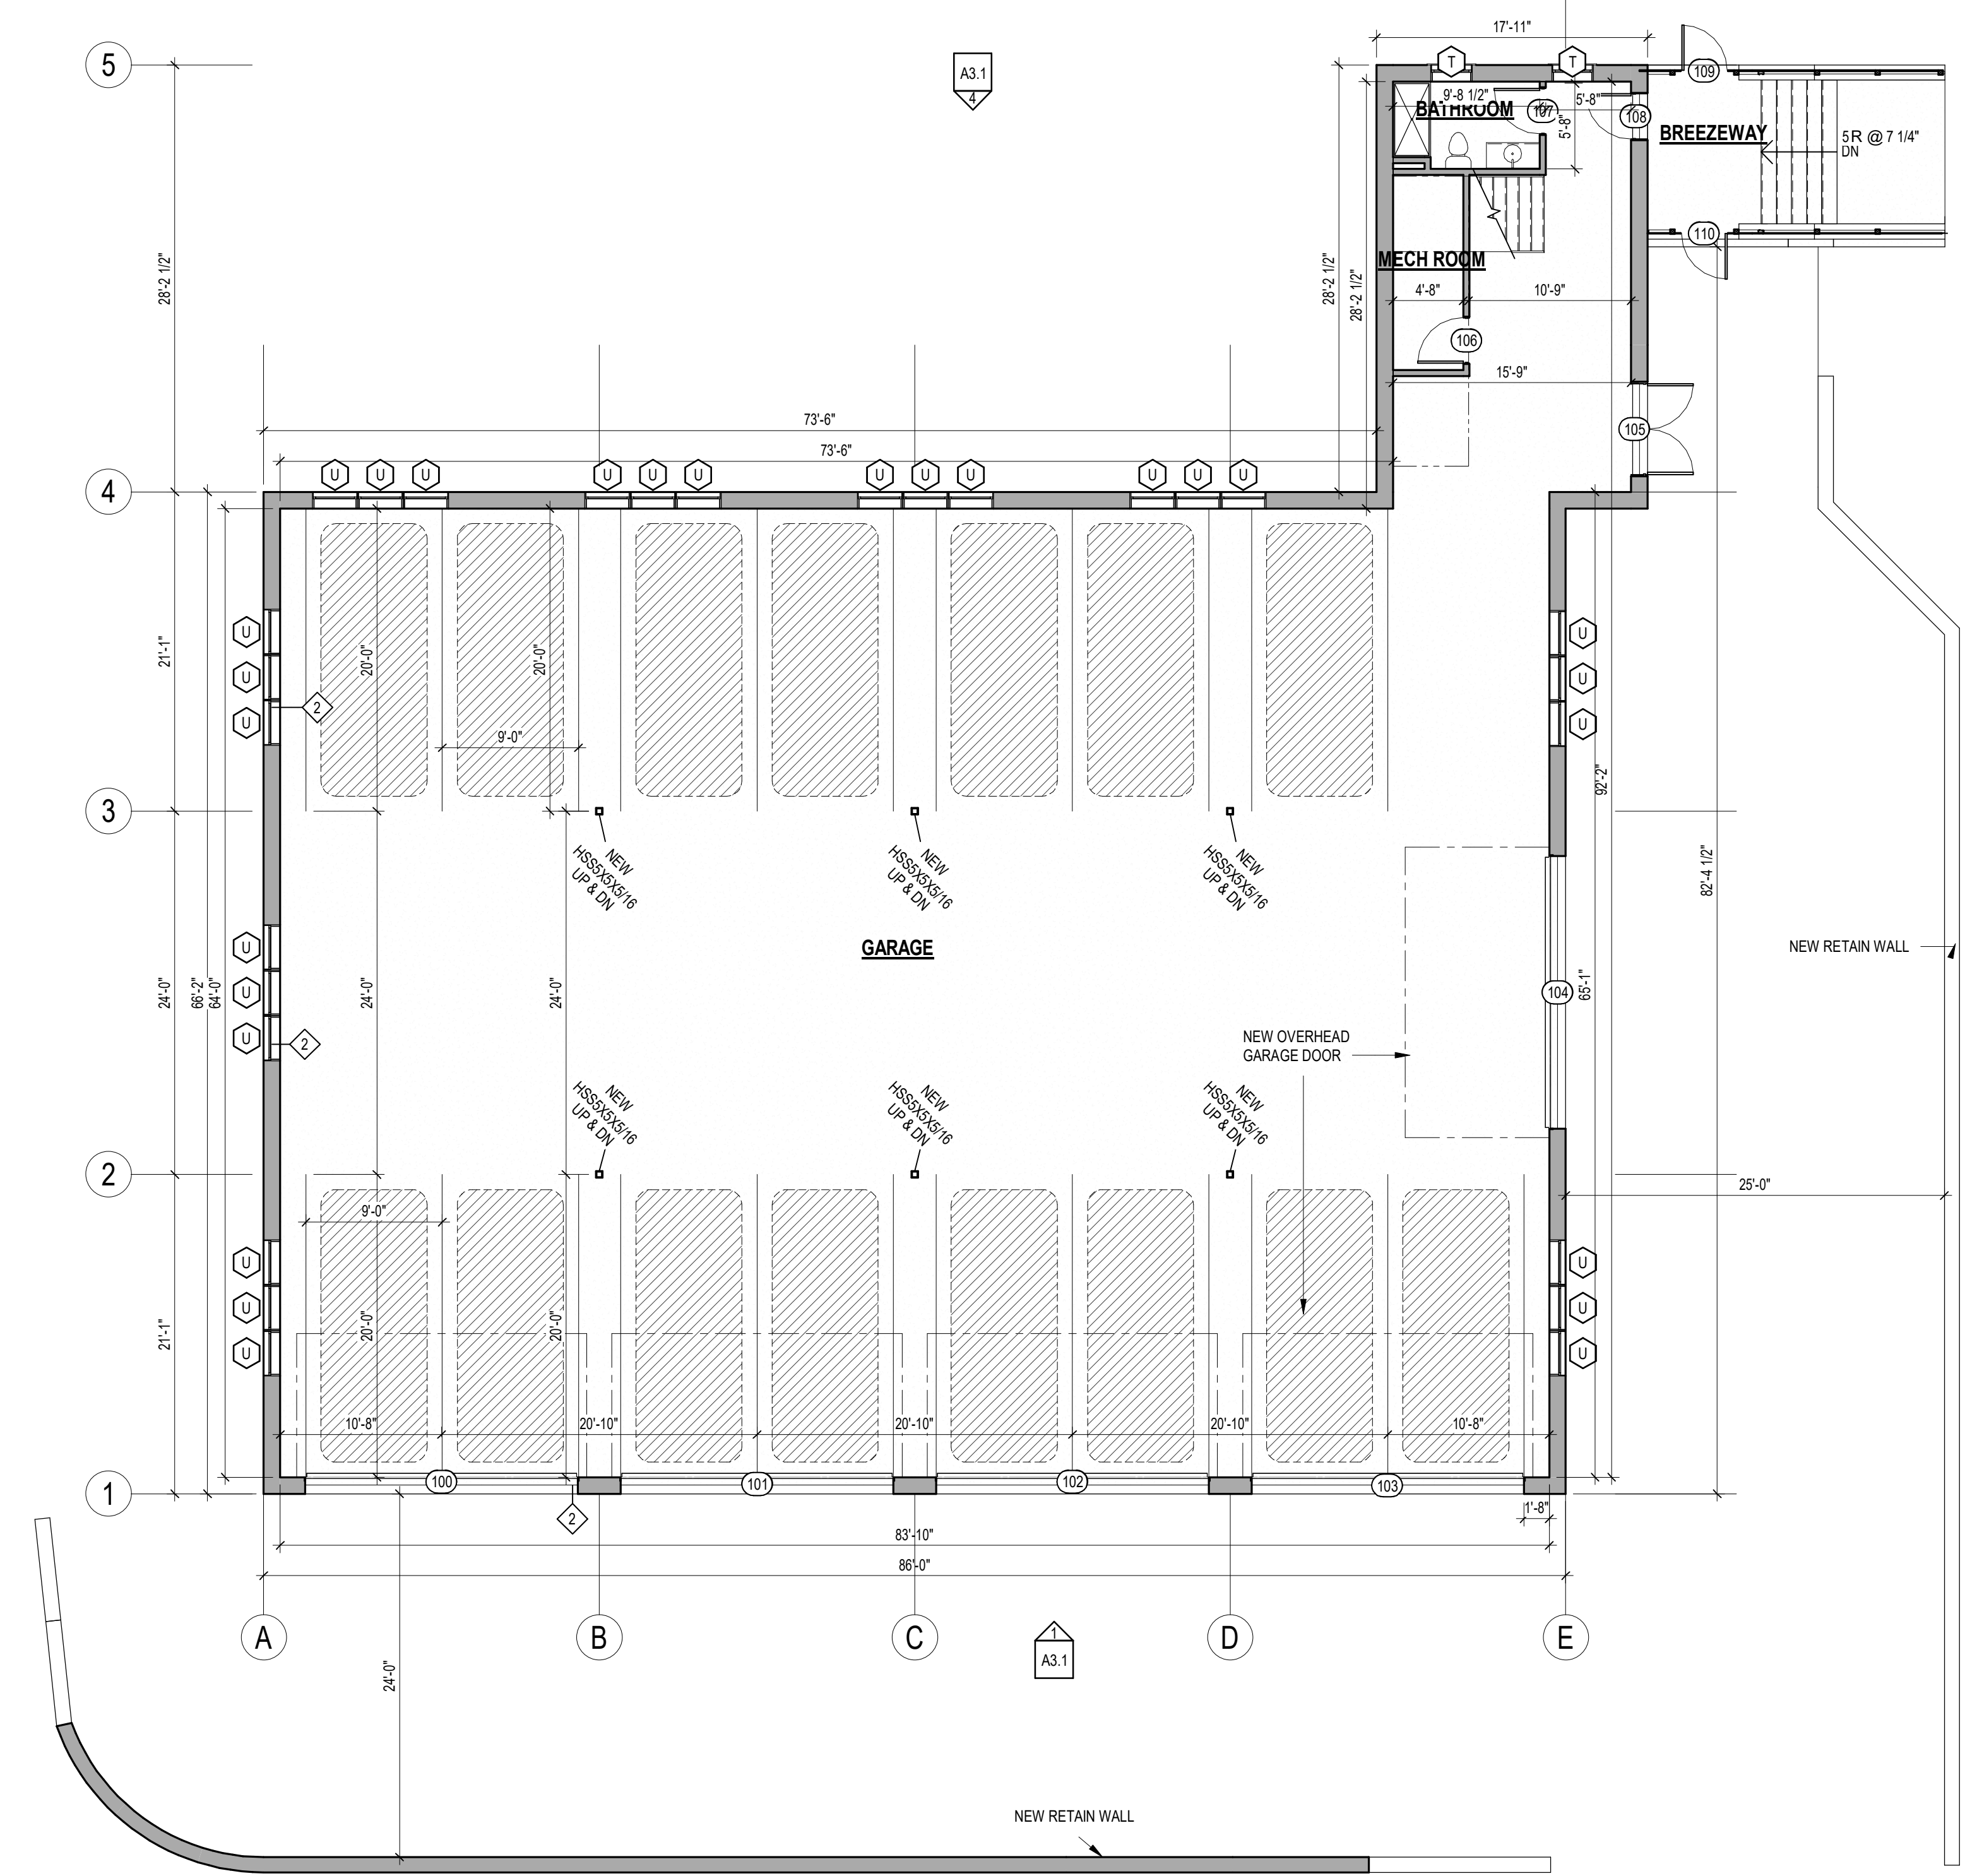 17'-11"
5
A3.1
4
T
T
109
9'-8 1/2"
BATHROOM
107
5'-8"
5'-8"
108
BREEZEWAY
5R @ 7 1/4"
DN
110
28'-2 1/2"
28'-2 1/2"
28'-2 1/2"
MECH ROOM
4'-8"
10'-9"
106
15'-9"
73'-6"
105
73'-6"
4
U
U
U
U
U
U
U
U
U
U
U
U
21'-1"
U
U
U
2
20'-0"
20'-0"
9'-0"
U
U
U
92'-2"
3
NEW
HSS5X5X5/16
UP & DN
NEW
HSS5X5X5/16
UP & DN
NEW
HSS5X5X5/16
UP & DN
82'-4 1/2"
GARAGE
NEW RETAIN WALL
24'-0"
66'-2"
64'-0"
U
U
U
2
24'-0"
24'-0"
104
65'-1"
NEW OVERHEAD
GARAGE DOOR
NEW
HSS5X5X5/16
UP & DN
NEW
HSS5X5X5/16
UP & DN
NEW
HSS5X5X5/16
UP & DN
2
25'-0"
9'-0"
21'-1"
U
U
U
20'-0"
20'-0"
U
U
U
10'-8"
20'-10"
20'-10"
20'-10"
10'-8"
1
100
101
102
103
2
1'-8"
83'-10"
86'-0"
A
B
C
D
E
1
A3.1
24'-0"
NEW RETAIN WALL